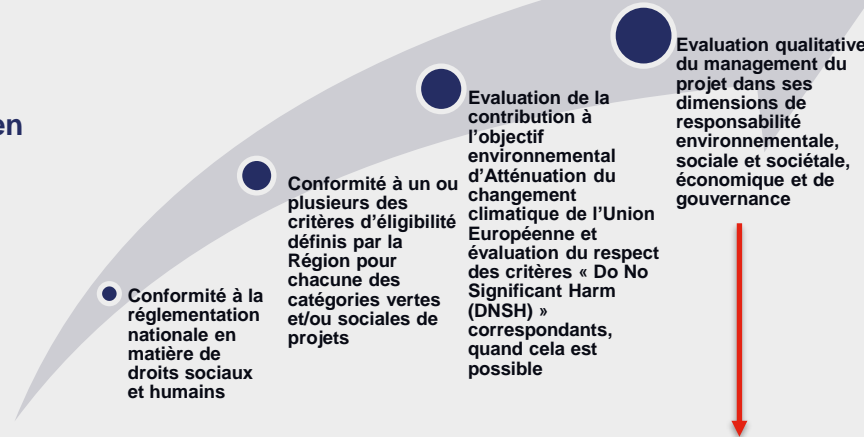 en
Conformité à la
réglementation
nationale en
matière de
droits sociaux
et humains
Conformité à un ou
plusieurs des
critères d'éligibilité
définis par la
Région pour
chacune des
catégories vertes
et/ou sociales de
projets
Evaluation de la
contribution à
l'objectif
environnemental
d'Atténuation du
changement
climatique de l'Union
Européenne et
évaluation du respect
des critères « Do No
Significant Harm
(DNSH) »
correspondants,
quand cela est
possible
Evaluation qualitative
du management du
projet dans ses
dimensions de
responsabilité
environnementale,
sociale et sociétale,
économique et de
gouvernance